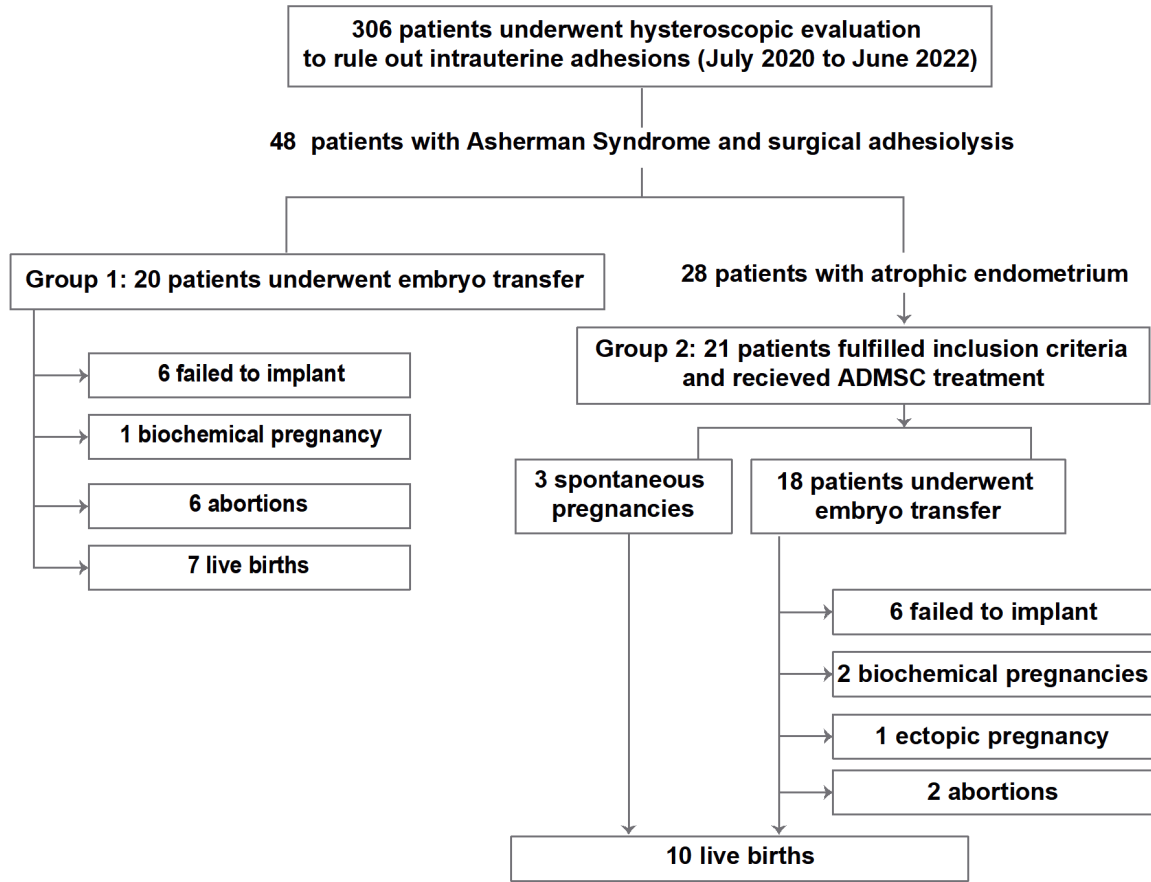 306 patients underwent hysteroscopic evaluation
to rule out intrauterine adhesions (July 2020 to June 2022)
48 patients with Asherman Syndrome and surgical adhesiolysis
Group 1: 20 patients underwent embryo transfer
6 failed to implant
1 biochemical pregnancy
6 abortions
7 live births
28 patients with atrophic endometrium
Group 2: 21 patients fulfilled inclusion criteria
and recieved ADMSC treatment
3 spontaneous
pregnancies
18 patients underwent
embryo transfer
6 failed to implant
2 biochemical pregnancies
1 ectopic pregnancy
2 abortions
10 live births